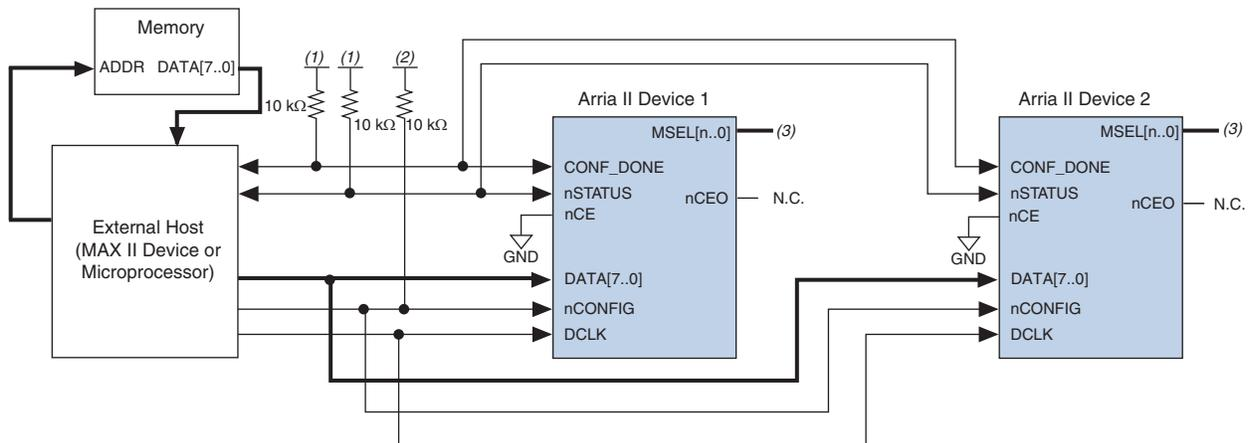 Memory
ADDR DATA[7..0]
(1) (1) (2)
10 kΩ
10 kΩ 10 kΩ
Arria II Device 1
MSEL[n..0] (3)
CONF_DONE
nSTATUS
nCE
nCEO N.C.
GND
DATA[7..0]
nCONFIG
DCLK
External Host
(MAX II Device or
Microprocessor)
Arria II Device 2
MSEL[n..0] (3)
CONF_DONE
nSTATUS
nCE
nCEO N.C.
GND
DATA[7..0]
nCONFIG
DCLK